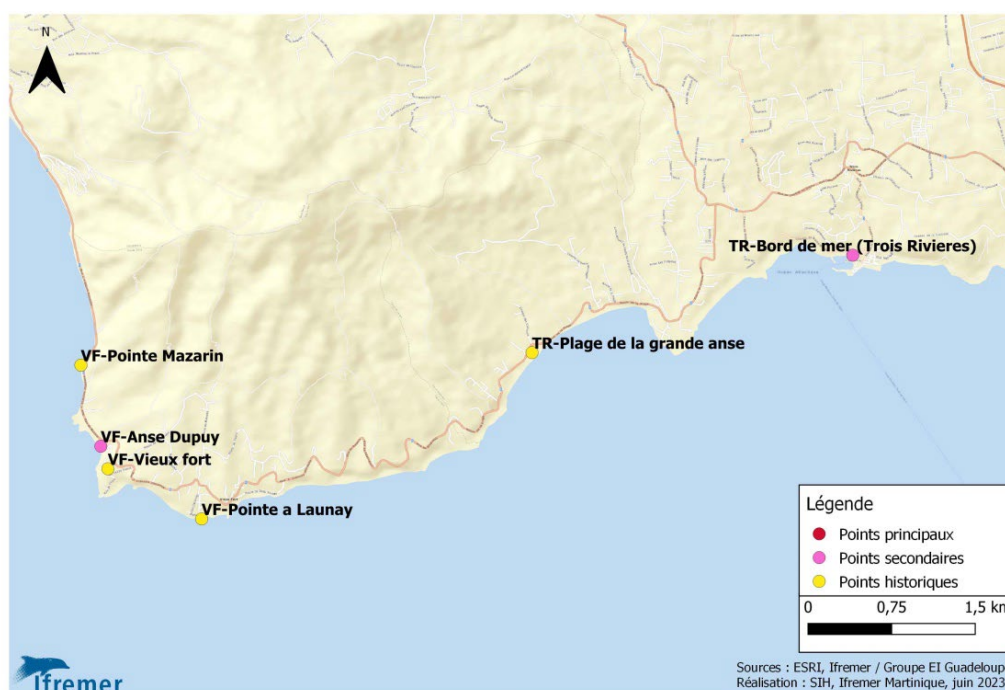 N
TR-Bord de mer (Trois Rivieres)
TR-Plage de la grande anse
VF-Pointe Mazarin
VF-Anse Dupuy
VF-Vieux fort
VF-Pointe a Launay
Légende
Points principaux
Points secondaires
Points historiques
0 0,75 1,5 km
Ifremer
Sources : ESRI, Ifremer / Groupe EI Guadeloup
Réalisation : SIH, Ifremer Martinique, juin 2023